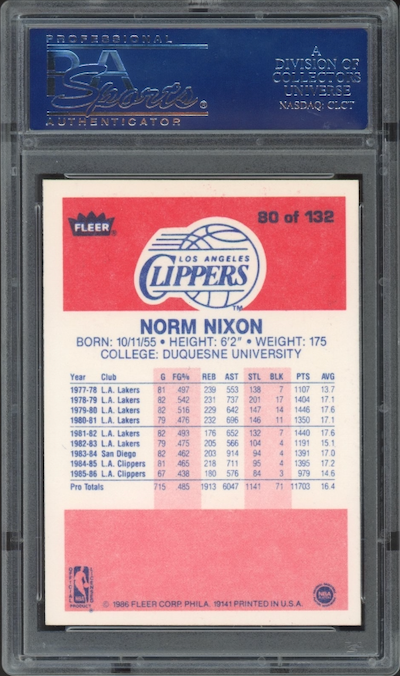 PROFESSIONAL
PSA
Sports®
AUTHENTICATOR
A
DIVISION OF
COLLECTORS
UNIVERSE
NASDAQ: CLCT
FLEER®
80 of 132
LOS ANGELES
CLIPPERS
TM
NORM NIXON
BORN: 10/11/55 • HEIGHT: 6'2" • WEIGHT: 175
COLLEGE: DUQUESNE UNIVERSITY
Year Club G FG% REB AST STL BLK PTS AVG
1977-78 L.A. Lakers 81 .497 239 553 138 7 1107 13.7
1978-79 L.A. Lakers 82 .542 231 737 201 17 1404 17.1
1979-80 L.A. Lakers 82 .516 229 642 147 14 1446 17.6
1980-81 L.A. Lakers 79 .476 232 696 146 11 1350 17.1
1981-82 L.A. Lakers 82 .493 176 652 132 7 1440 17.6
1982-83 L.A. Lakers 79 .475 205 566 104 4 1191 15.1
1983-84 San Diego 82 .462 203 914 94 4 1391 17.0
1984-85 L.A. Clippers 81 .465 218 711 95 4 1395 17.2
1985-86 L.A. Clippers 67 .438 180 576 84 3 979 14.6
Pro Totals 715 .485 1913 6047 1141 71 11703 16.4
NBA
© 1986 FLEER CORP. PHILA. 19141 PRINTED IN U.S.A.